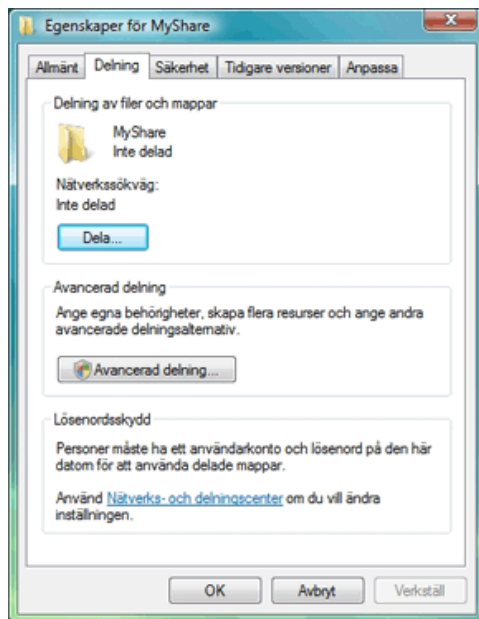 Egenskaper för MyShare
Allmänt Delning Säkerhet Tidigare versioner Anpassa
Delning av filer och mappar
MyShare
Inte delad
Nätverkssökväg:
Inte delad
Dela...
Avancerad delning
Ange egna behörigheter, skapa flera resurser och ange andra
avancerade delningsalternativ.
Avancerad delning...
Lösenordsskydd
Personer måste ha ett användarkonto och lösenord på den här
datorn för att använda delade mappar.
Använd Nätverks- och delningscenter om du vill ändra
inställningen.
OK Avbryt Verkställ